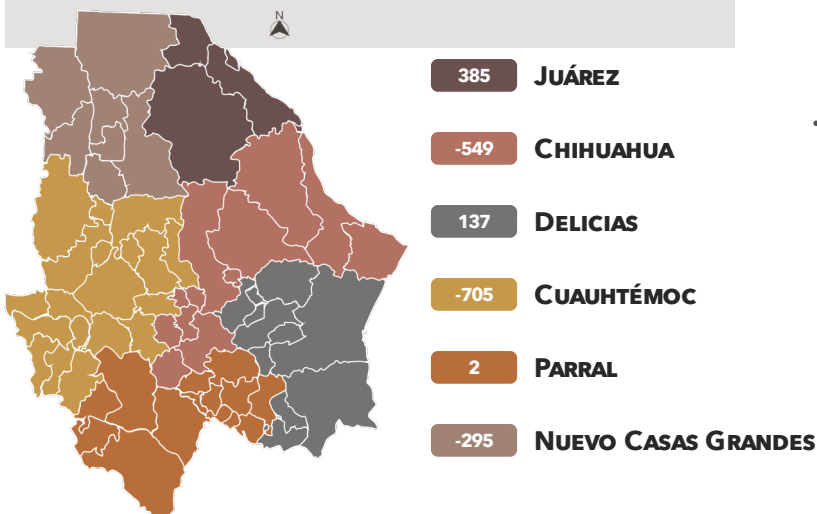 N
385 JUÁREZ
-549 CHIHUAHUA
137 DELICIAS
-705 CUAUHTÉMOC
2 PARRAL
-295 NUEVO CASAS GRANDES